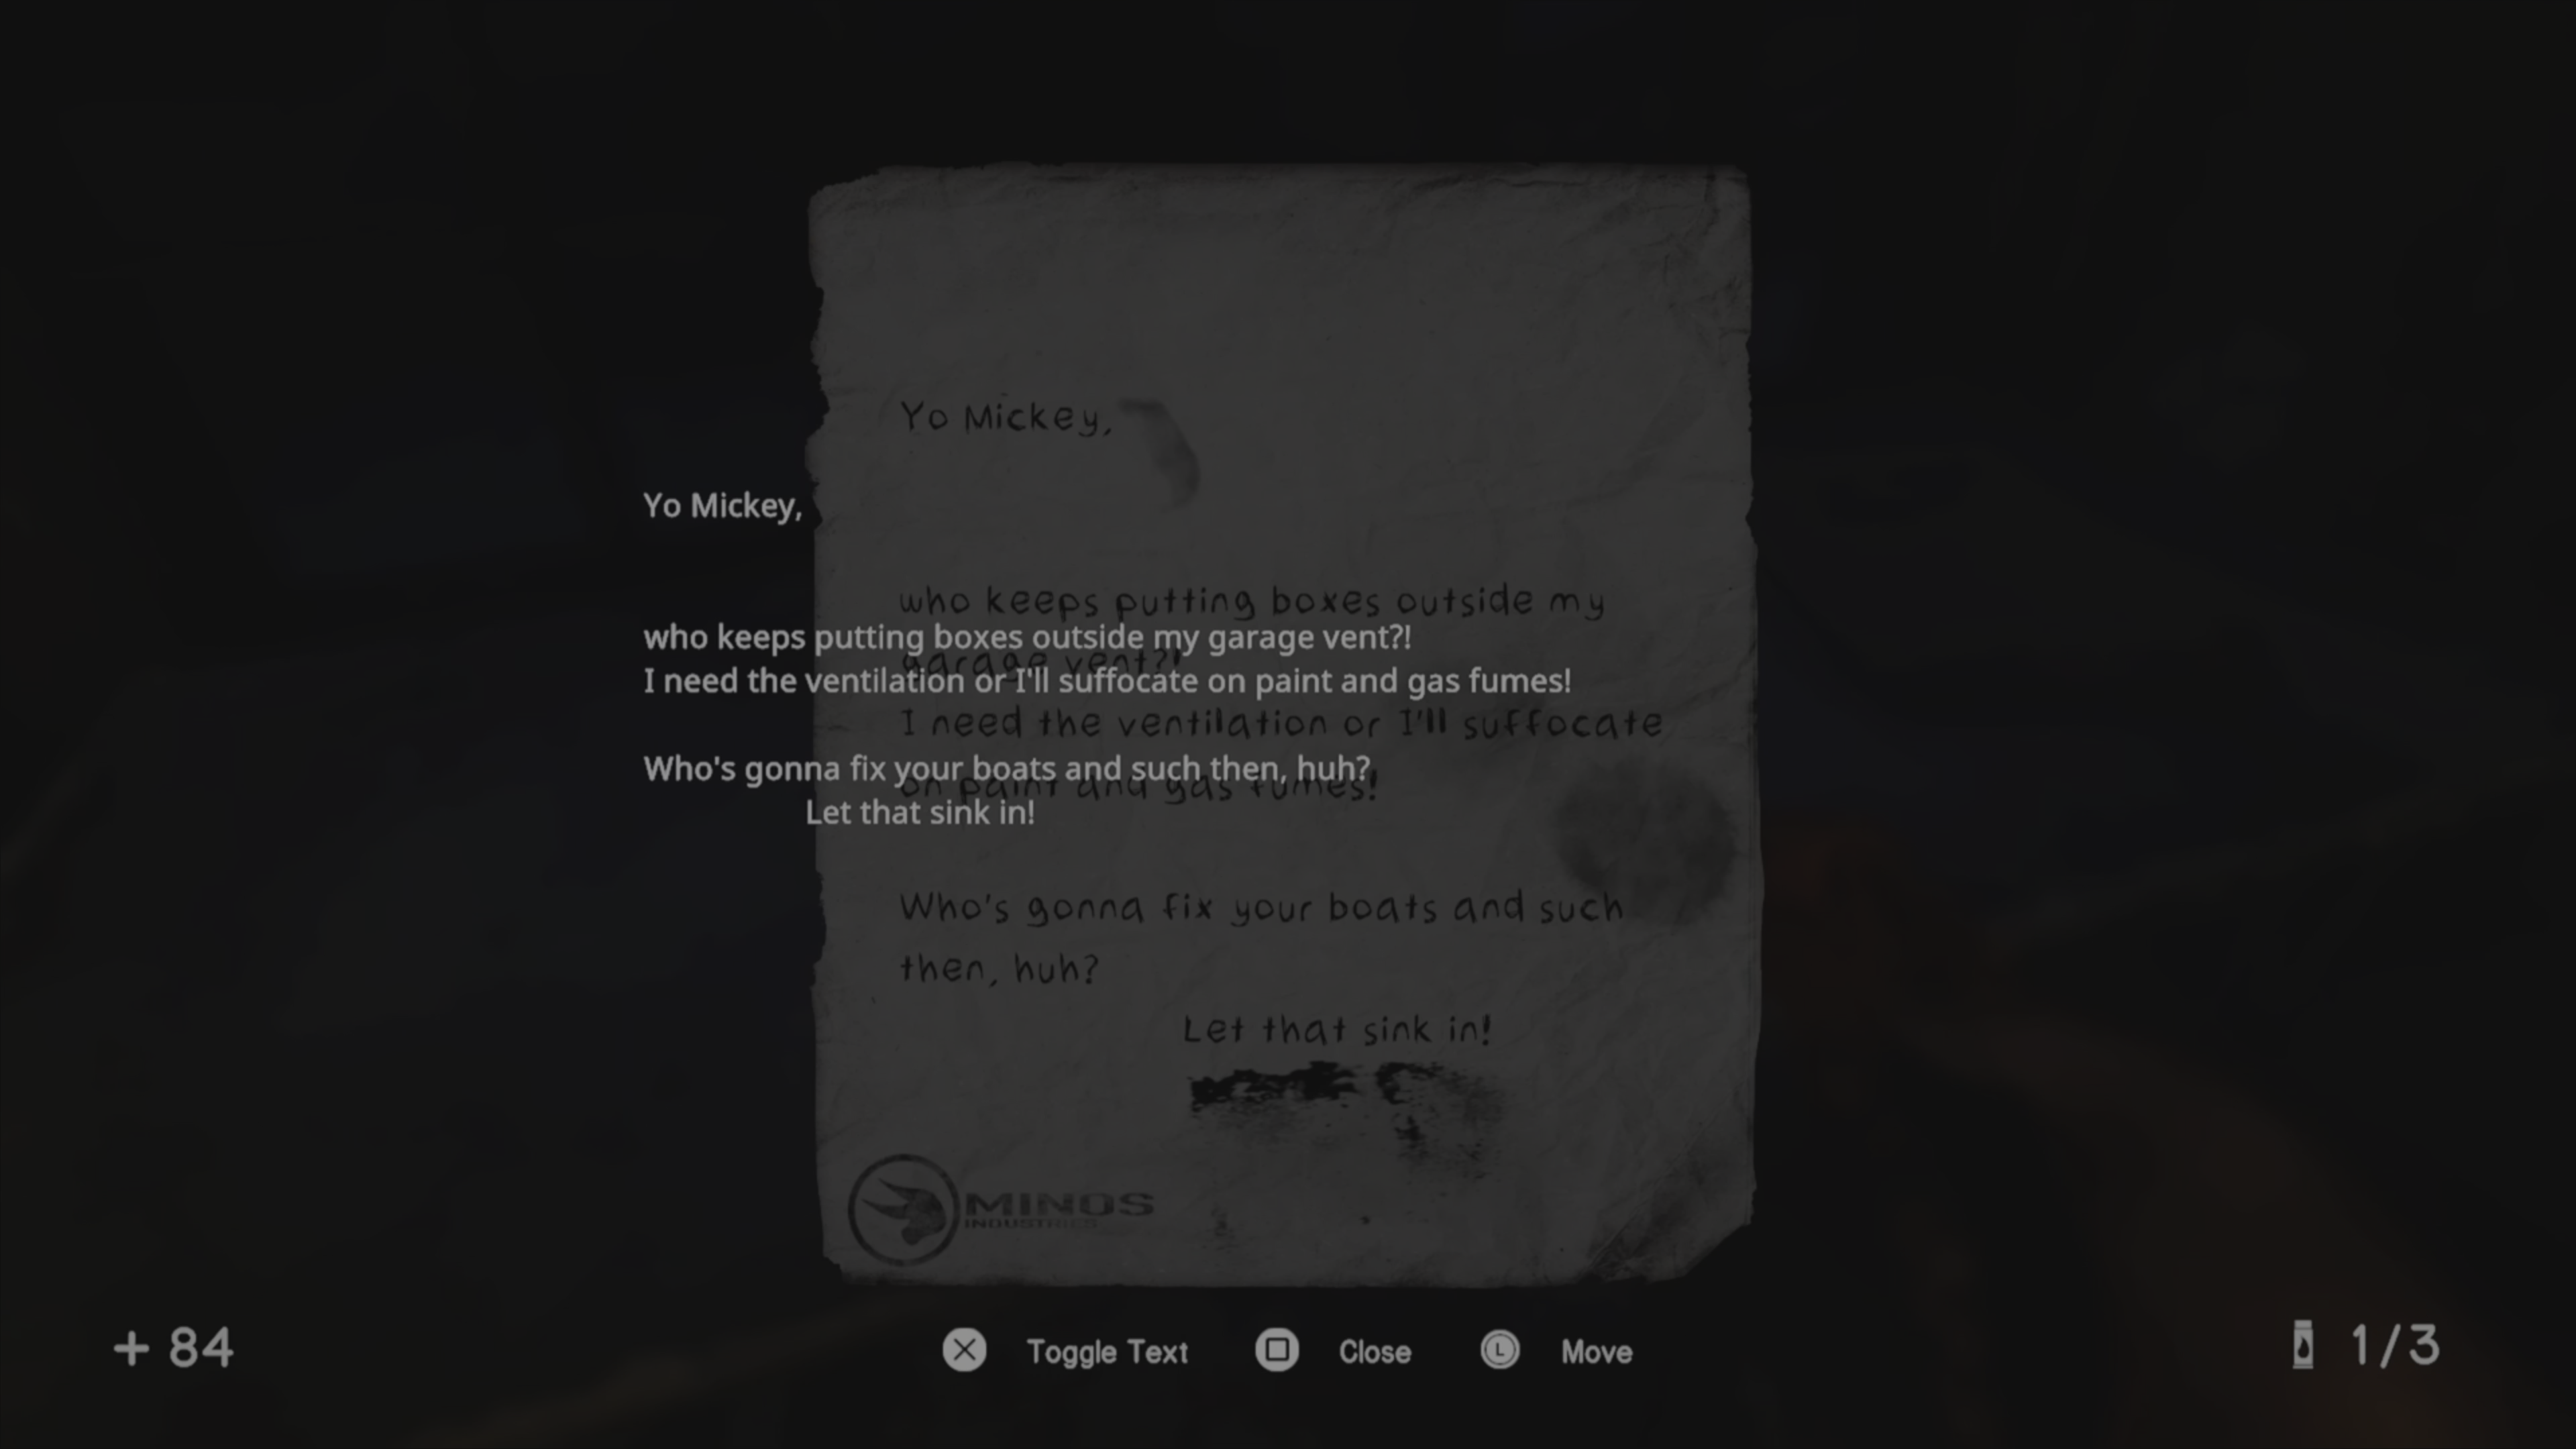 Yo Mickey,
Yo Mickey,
who keeps putting boxes outside my
who keeps putting boxes outside my garage vent?!
garage vent?!
I need the ventilation or I'll suffocate on paint and gas fumes!
I need the ventilation or I'll suffocate
Who's gonna fix your boats and such then, huh?
on paint and gas fumes!
Let that sink in!
Who's gonna fix your boats and such
then, huh?
Let that sink in!
MINOS
INDUSTRIES
+ 84
Toggle Text
Close
L
Move
1/3